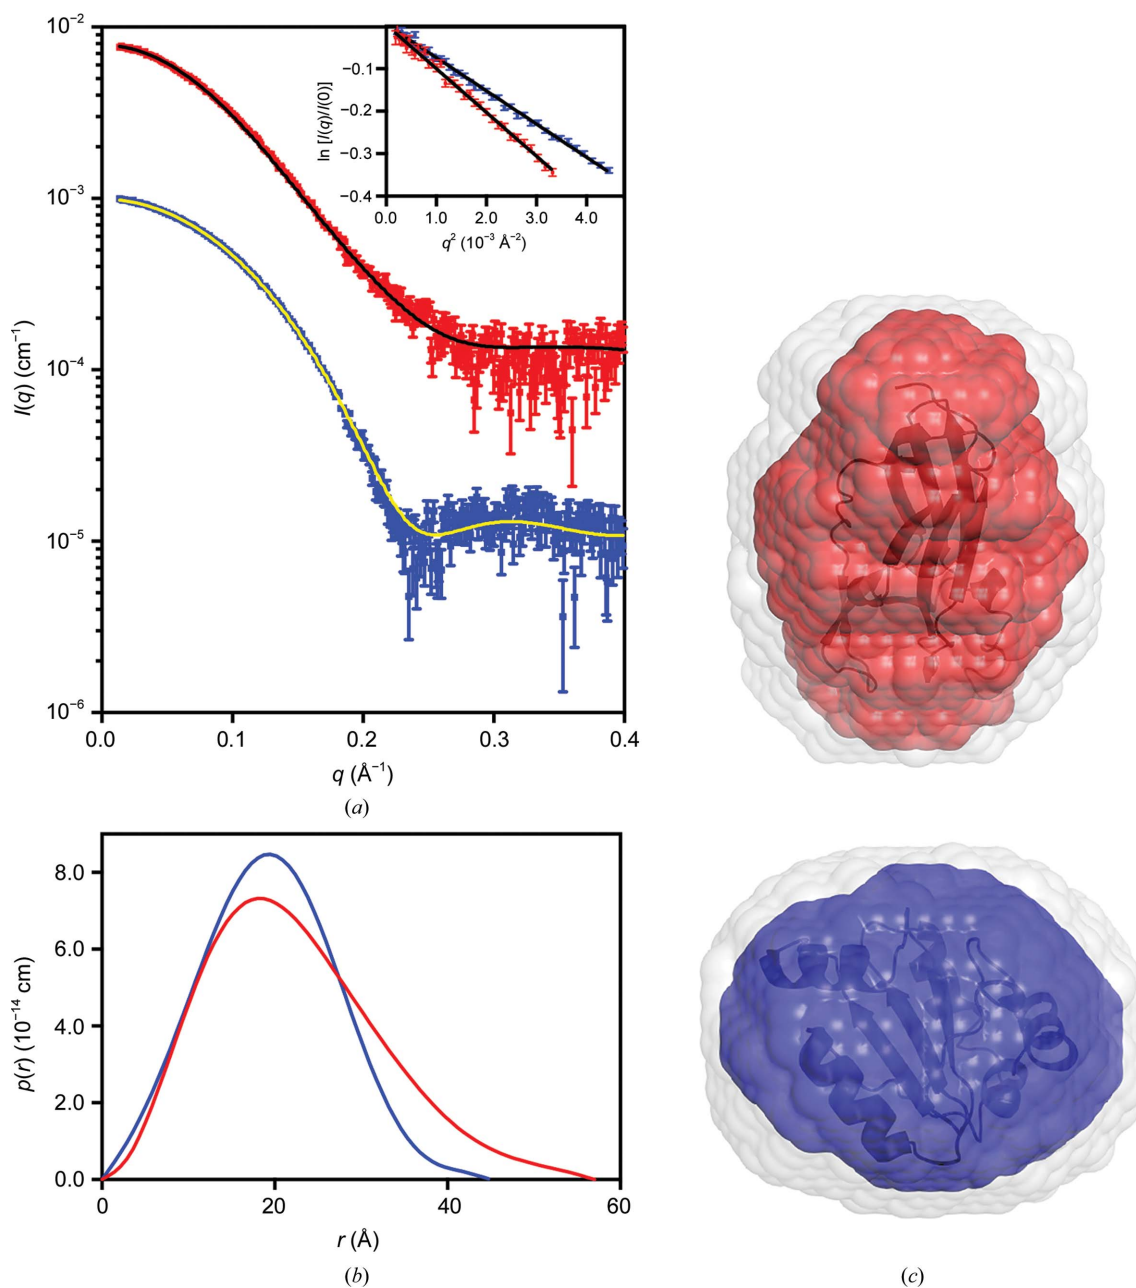 10⁻²
10⁻³
10⁻⁴
10⁻⁵
10⁻⁶
I(q) (cm⁻¹)
0.0 0.1 0.2 0.3 0.4
q (Å⁻¹)
−0.1
−0.2
−0.3
−0.4
ln [I(q)/I(0)]
0.0 1.0 2.0 3.0 4.0
q² (10⁻³ Å⁻²)
(a)
8.0
6.0
4.0
2.0
0.0
p(r) (10⁻¹⁴ cm)
0 20 40 60
r (Å)
(b)
(c)